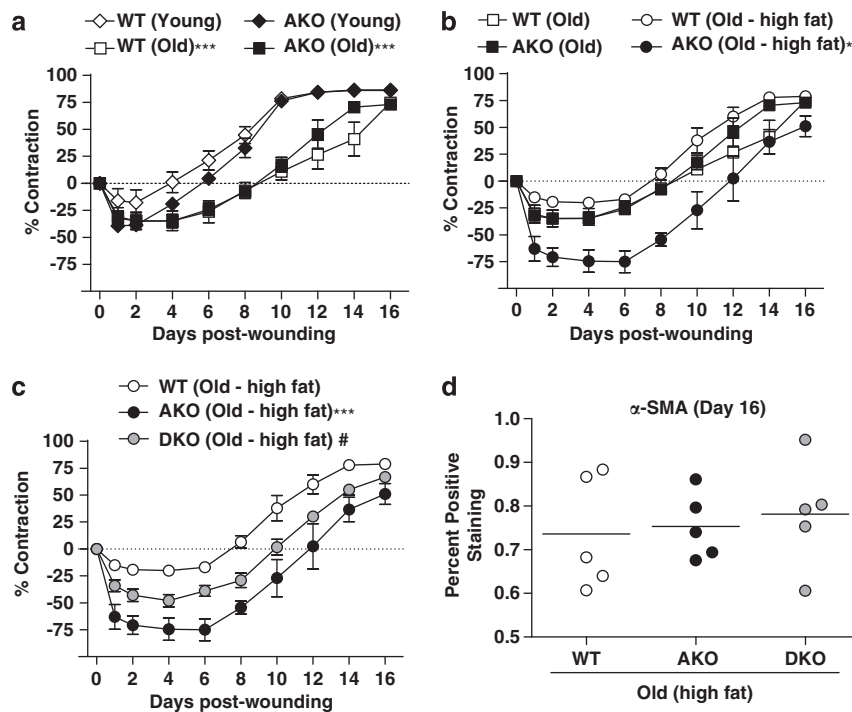 a
WT (Young) AKO (Young)
WT (Old)*** AKO (Old)***
100
75
50
25
0
-25
-50
-75
% Contraction
0 2 4 6 8 10 12 14 16
Days post-wounding
b
WT (Old) WT (Old - high fat)
AKO (Old) AKO (Old - high fat)*
100
75
50
25
0
-25
-50
-75
% Contraction
0 2 4 6 8 10 12 14 16
Days post-wounding
c
WT (Old - high fat)
AKO (Old - high fat)***
DKO (Old - high fat) #
100
75
50
25
0
-25
-50
-75
% Contraction
0 2 4 6 8 10 12 14 16
Days post-wounding
d
α-SMA (Day 16)
1.0
0.9
0.8
0.7
0.6
0.5
Percent Positive
Staining
WT AKO DKO
Old (high fat)